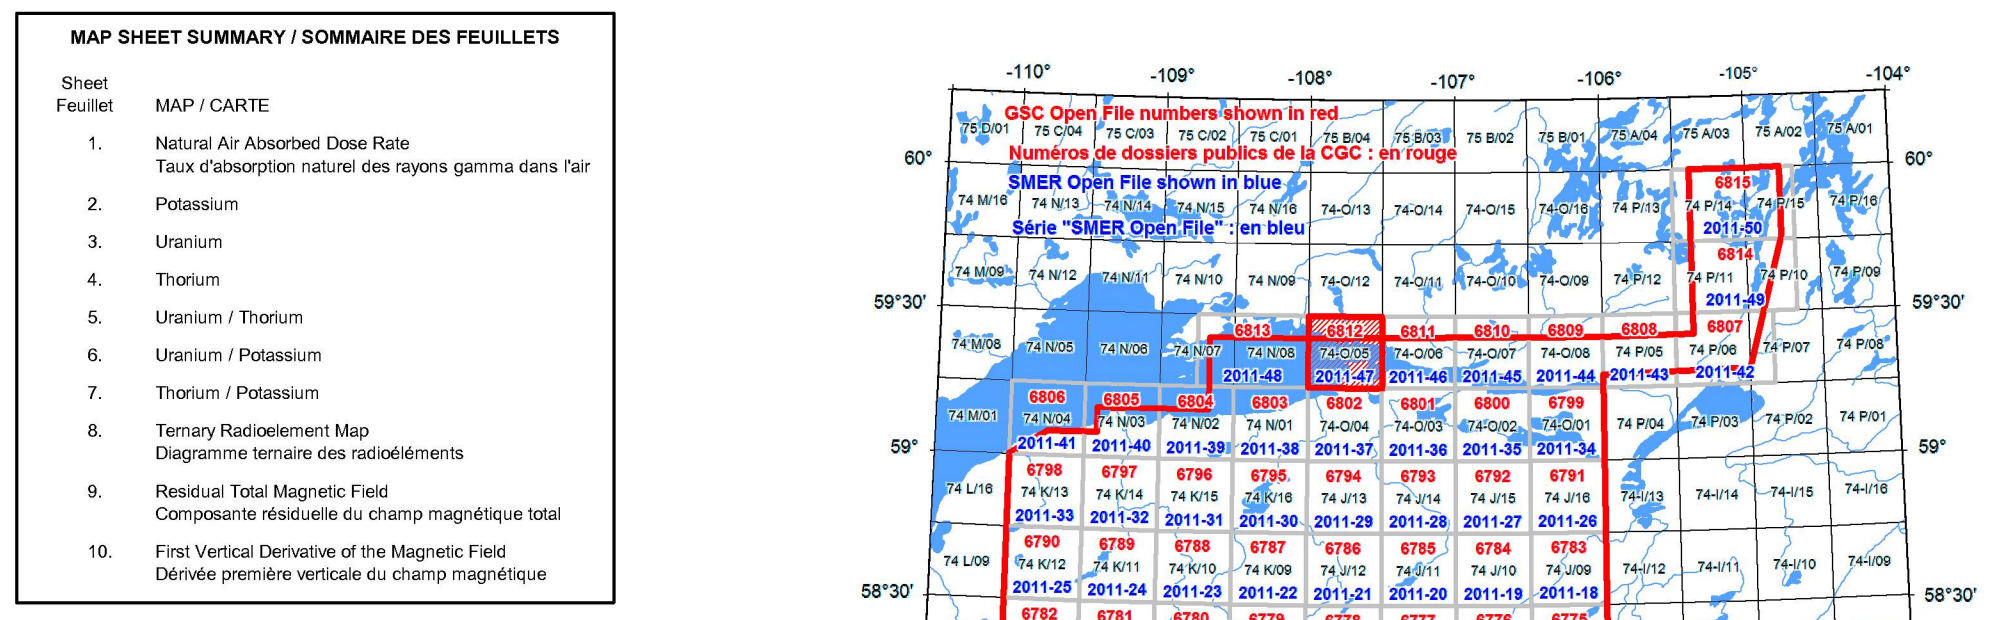 MAP SHEET SUMMARY / SOMMAIRE DES FEUILLETS
Sheet
Feuillet MAP / CARTE
1. Natural Air Absorbed Dose Rate
Taux d'absorption naturel des rayons gamma dans l'air
2. Potassium
3. Uranium
4. Thorium
5. Uranium / Thorium
6. Uranium / Potassium
7. Thorium / Potassium
8. Ternary Radioelement Map
Diagramme ternaire des radioéléments
9. Residual Total Magnetic Field
Composante résiduelle du champ magnétique total
10. First Vertical Derivative of the Magnetic Field
Dérivée première verticale du champ magnétique
-110° -109° -108° -107° -106° -105° -104°
GSC Open File numbers shown in red
75 D/01 75 C/04 75 C/03 75 C/02 75 C/01 75 B/04 75 B/03 75 B/02 75 B/01 75 A/04 75 A/03 75 A/02 75 A/01
Numéros de dossiers publics de la CGC : en rouge
60° 60°
SMER Open File shown in blue
6815
74 M/16 74 N/13 74 N/14 74 N/15 74 N/16 74-O/13 74-O/14 74-O/15 74-O/16 74 P/13 74 P/14 74 P/15 74 P/16
Série "SMER Open File" : en bleu
2011-50
6814
74 M/09 74 N/12 74 N/11 74 N/10 74 N/09 74-O/12 74-O/11 74-O/10 74-O/09 74 P/12 74 P/11 74 P/10 74 P/09
2011-49
59°30' 59°30'
6813 6812 6811 6810 6809 6808 6807
74 M/08 74 N/05 74 N/06 74 N/07 74 N/08 74-O/05 74-O/06 74-O/07 74-O/08 74 P/05 74 P/06 74 P/07 74 P/08
2011-48 2011-47 2011-46 2011-45 2011-44 2011-43 2011-42
6806 6805 6804 6803 6802 6801 6800 6799
74 M/01 74 N/04 74 N/03 74 N/02 74 N/01 74-O/04 74-O/03 74-O/02 74-O/01 74 P/04 74 P/03 74 P/02 74 P/01
2011-41 2011-40 2011-39 2011-38 2011-37 2011-36 2011-35 2011-34
59° 59°
6798 6797 6796 6795 6794 6793 6792 6791
74 L/16 74 K/13 74 K/14 74 K/15 74 K/16 74 J/13 74 J/14 74 J/15 74 J/16 74-I/13 74-I/14 74-I/15 74-I/16
2011-33 2011-32 2011-31 2011-30 2011-29 2011-28 2011-27 2011-26
6790 6789 6788 6787 6786 6785 6784 6783
74 L/09 74 K/12 74 K/11 74 K/10 74 K/09 74 J/12 74 J/11 74 J/10 74 J/09 74-I/12 74-I/11 74-I/10 74-I/09
2011-25 2011-24 2011-23 2011-22 2011-21 2011-20 2011-19 2011-18
58°30' 58°30'
6782 6781 6780 6779 6778 6777 6776 6775